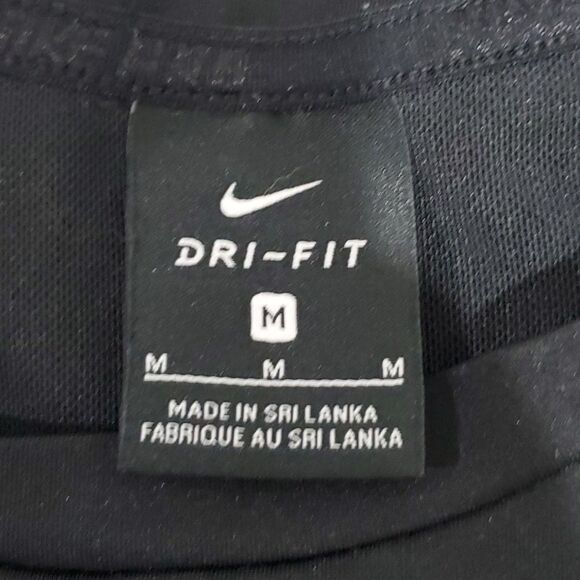 DRI-FIT
M
M M M
MADE IN SRI LANKA
FABRIQUE AU SRI LANKA